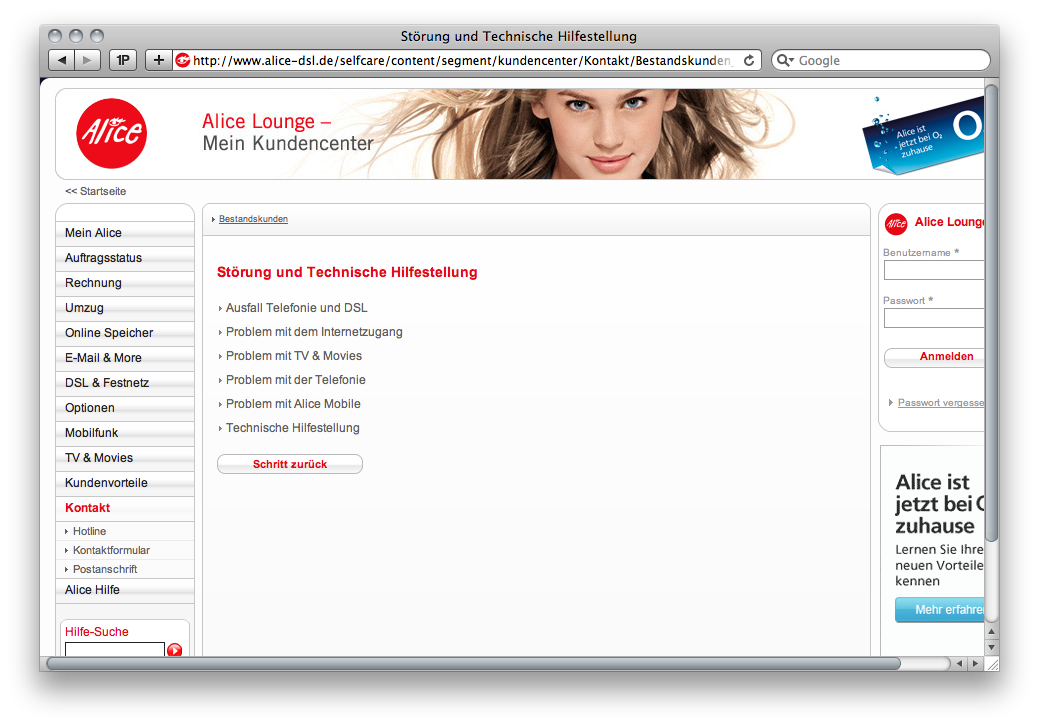 Störung und Technische Hilfestellung
1P
+
http://www.alice-dsl.de/selfcare/content/segment/kundencenter/Kontakt/Bestandskunden_
Google
Alice
Alice Lounge –
Mein Kundencenter
Alice ist
jetzt bei O2
zuhause
O
<< Startseite
Mein Alice
Auftragsstatus
Rechnung
Umzug
Online Speicher
E-Mail & More
DSL & Festnetz
Optionen
Mobilfunk
TV & Movies
Kundenvorteile
Kontakt
Hotline
Kontaktformular
Postanschrift
Alice Hilfe
Hilfe-Suche
Bestandskunden
Störung und Technische Hilfestellung
Ausfall Telefonie und DSL
Problem mit dem Internetzugang
Problem mit TV & Movies
Problem mit der Telefonie
Problem mit Alice Mobile
Technische Hilfestellung
Schritt zurück
Alice
Alice Lounge
Benutzername *
Passwort *
Anmelden
Passwort vergesse
Alice ist
jetzt bei O
zuhause
Lernen Sie Ihre
neuen Vorteile
kennen
Mehr erfahre